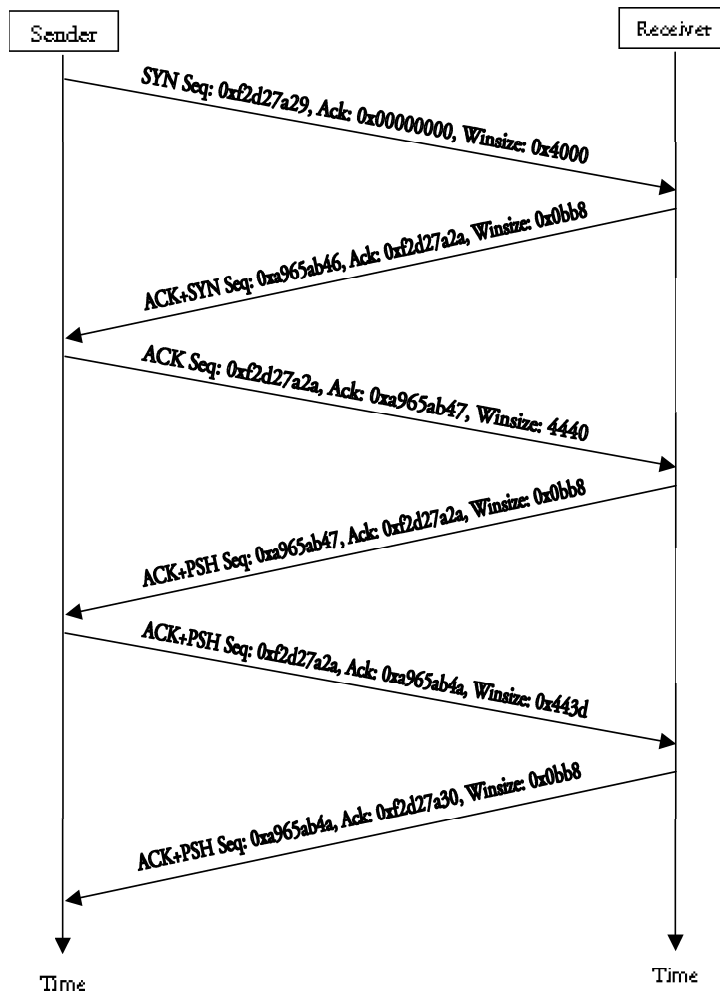 Sender
Receiver
SYN Seq: 0xf2d27a29, Ack: 0x00000000, Winsize: 0x4000
ACK+SYN Seq: 0xa965ab46, Ack: 0xf2d27a2a, Winsize: 0x0bb8
ACK Seq: 0xf2d27a2a, Ack: 0xa965ab47, Winsize: 4440
ACK+PSH Seq: 0xa965ab47, Ack: 0xf2d27a2a, Winsize: 0x0bb8
ACK+PSH Seq: 0xf2d27a2a, Ack: 0xa965ab4a, Winsize: 0x443d
ACK+PSH Seq: 0xa965ab4a, Ack: 0xf2d27a30, Winsize: 0x0bb8
Time
Time